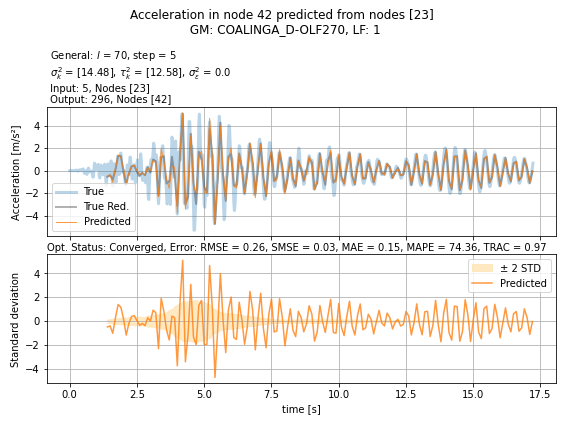 Acceleration in node 42 predicted from nodes [23]
GM: COALINGA_D-OLF270, LF: 1
General: l = 70, step = 5
σ²ₖ = [14.48], τ²ₖ = [12.58], σ²ε = 0.0
Input: 5, Nodes [23]
Output: 296, Nodes [42]
Acceleration [m/s²]
4
2
0
−2
−4
True
True Red.
Predicted
Opt. Status: Converged, Error: RMSE = 0.26, SMSE = 0.03, MAE = 0.15, MAPE = 74.36, TRAC = 0.97
Standard deviation
4
2
0
−2
−4
± 2 STD
Predicted
0.0 2.5 5.0 7.5 10.0 12.5 15.0 17.5
time [s]